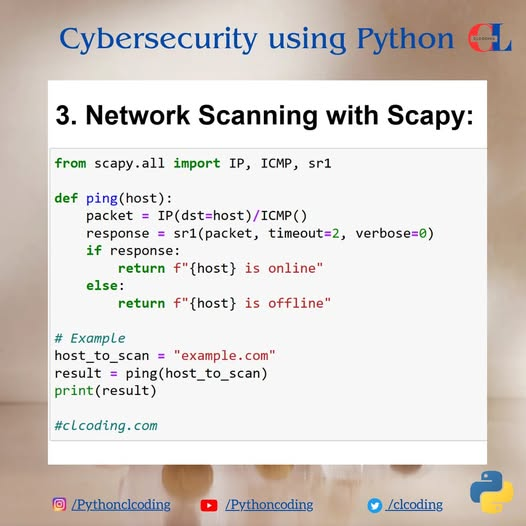 Cybersecurity using Python
CLCODING
3. Network Scanning with Scapy:
from scapy.all import IP, ICMP, sr1
def ping(host):
    packet = IP(dst=host)/ICMP()
    response = sr1(packet, timeout=2, verbose=0)
    if response:
        return f"{host} is online"
    else:
        return f"{host} is offline"
# Example
host_to_scan = "example.com"
result = ping(host_to_scan)
print(result)
#clcoding.com
/Pythonclcoding
/Pythoncoding
/clcoding